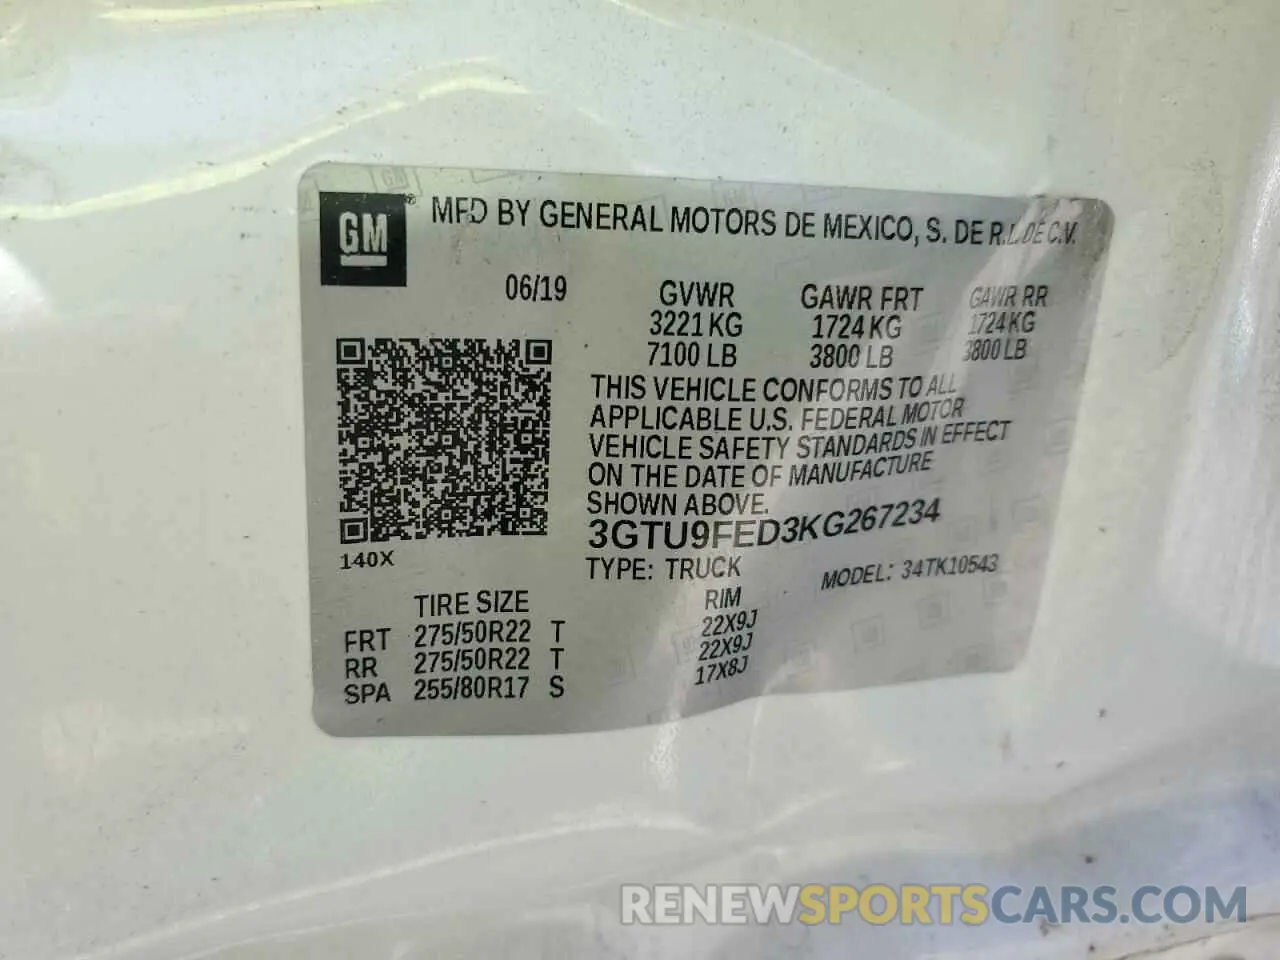 GM® MFD BY GENERAL MOTORS DE MEXICO, S. DE R.L. DE C.V.
06/19 GVWR GAWR FRT GAWR RR
3221 KG 1724 KG 1724 KG
7100 LB 3800 LB 3800 LB
THIS VEHICLE CONFORMS TO ALL
APPLICABLE U.S. FEDERAL MOTOR
VEHICLE SAFETY STANDARDS IN EFFECT
ON THE DATE OF MANUFACTURE
SHOWN ABOVE.
3GTU9FED3KG267234
140X
TYPE: TRUCK MODEL: 34TK10543
TIRE SIZE RIM
FRT 275/50R22 T 22X9J
RR 275/50R22 T 22X9J
SPA 255/80R17 S 17X8J
RENEWSPORTSCARS.COM